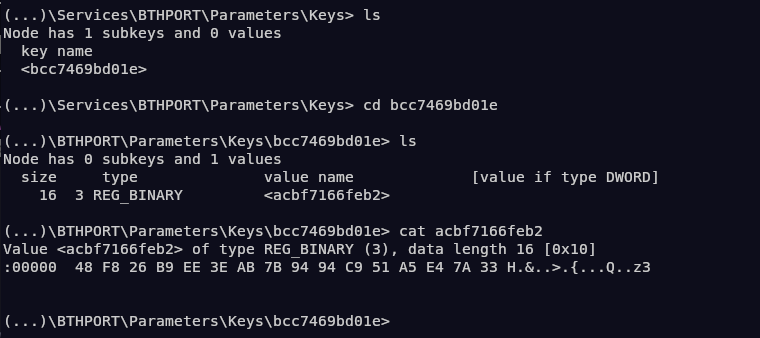 (...)\Services\BTHPORT\Parameters\Keys> ls
Node has 1 subkeys and 0 values
  key name
  <bcc7469bd01e>
(...)\Services\BTHPORT\Parameters\Keys> cd bcc7469bd01e
(...)\BTHPORT\Parameters\Keys\bcc7469bd01e> ls
Node has 0 subkeys and 1 values
  size     type              value name             [value if type DWORD]
    16  3 REG_BINARY         <acbf7166feb2>
(...)\BTHPORT\Parameters\Keys\bcc7469bd01e> cat acbf7166feb2
Value <acbf7166feb2> of type REG_BINARY (3), data length 16 [0x10]
:00000  48 F8 26 B9 EE 3E AB 7B 94 94 C9 51 A5 E4 7A 33 H.&..>.{...Q..z3
(...)\BTHPORT\Parameters\Keys\bcc7469bd01e>